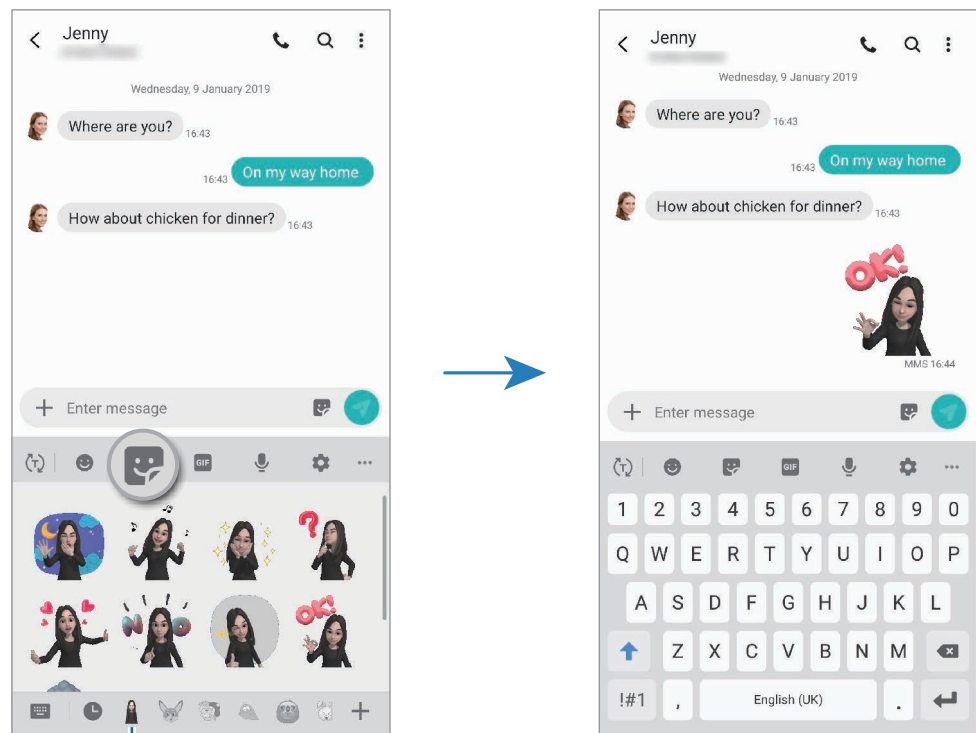 Jenny
Wednesday, 9 January 2019
Where are you?
16:43
16:43
On my way home
How about chicken for dinner?
16:43
Enter message
(T)
GIF
?
NO
OK!
Jenny
Wednesday, 9 January 2019
Where are you?
16:43
16:43
On my way home
How about chicken for dinner?
16:43
OK!
MMS 16:44
Enter message
(T)
GIF
1 2 3 4 5 6 7 8 9 0
Q W E R T Y U I O P
A S D F G H J K L
Z X C V B N M
!#1 , English (UK) .